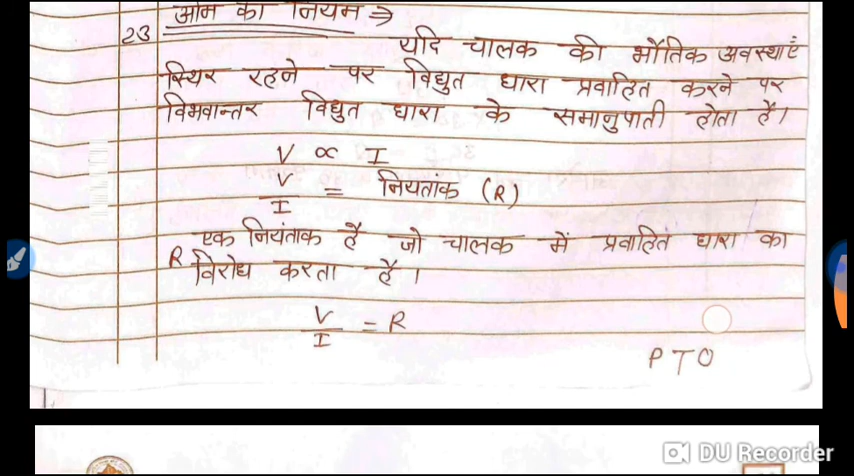 ओम का नियम ⇒
23
यदि चालक की भौतिक अवस्थाएँ
स्थिर रहने पर विधुत धारा प्रवाहित करने पर
विभवान्तर विधुत धारा के समानुपाती होता है।
V ∝ I
V/I = नियतांक (R)
R एक नियंताक है जो चालक में प्रवाहित धारा का
विरोध करता है।
V/I = R
PTO
DU Recorder